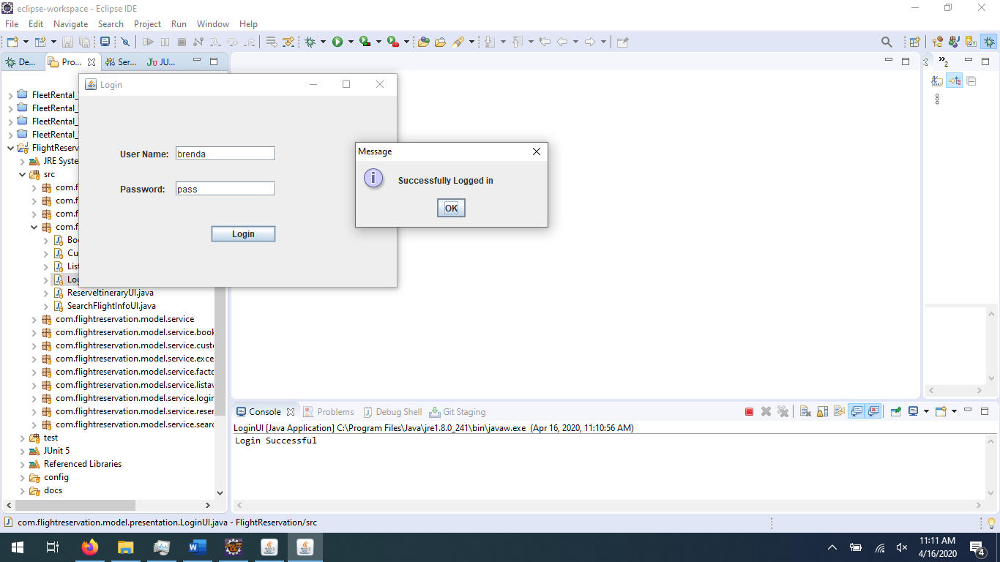 eclipse-workspace - Eclipse IDE
File Edit Navigate Search Project Run Window Help
De... Pro... Ser... JU...
2
Login
FleetRental_
FleetRental_
FleetRental_
FleetRental_
FlightReserv
JRE Syste
src
com.f
com.f
com.f
com.f
Boo
Cu
List
Log
ReserveItineraryUI.java
SearchFlightInfoUI.java
com.flightreservation.model.service
com.flightreservation.model.service.book
com.flightreservation.model.service.custo
com.flightreservation.model.service.exce
com.flightreservation.model.service.facto
com.flightreservation.model.service.listav
com.flightreservation.model.service.login
com.flightreservation.model.service.reser
com.flightreservation.model.service.searc
test
JUnit 5
Referenced Libraries
config
docs
User Name: brenda
Password: pass
Login
Message
Successfully Logged in
OK
Console Problems Debug Shell Git Staging
LoginUI [Java Application] C:\Program Files\Java\jre1.8.0_241\bin\javaw.exe (Apr 16, 2020, 11:10:56 AM)
Login Successful
com.flightreservation.model.presentation.LoginUI.java - FlightReservation/src
11:11 AM
4/16/2020
4